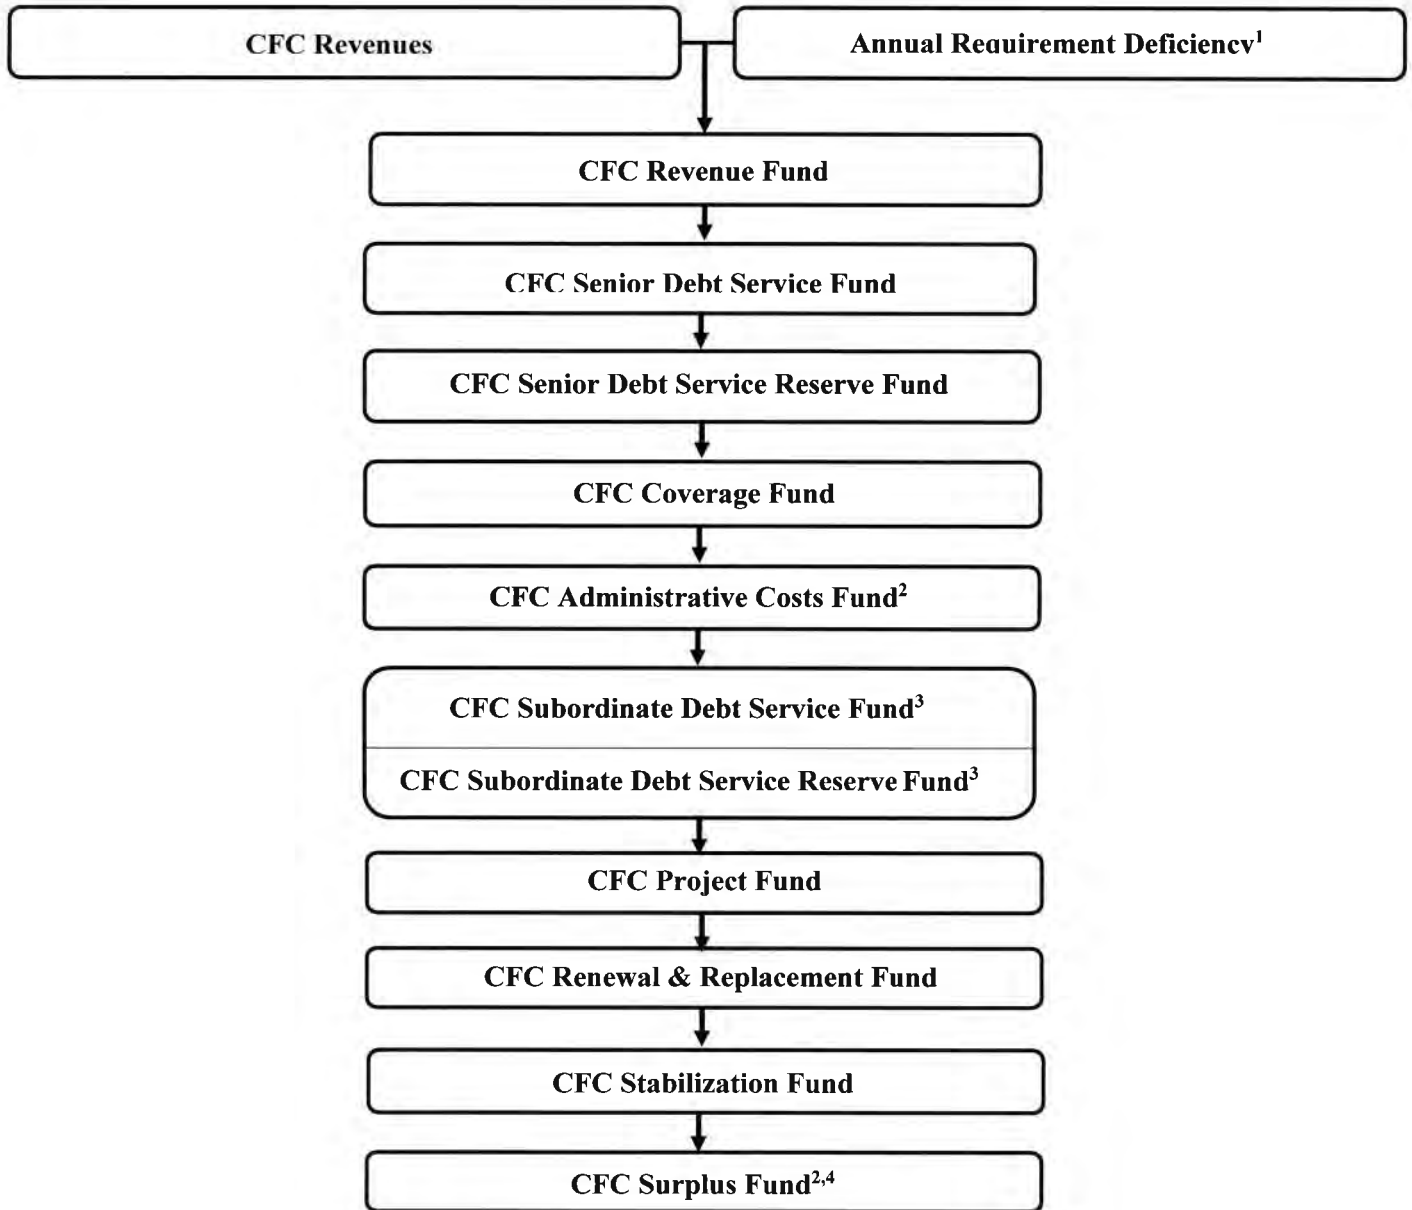 CFC Revenues
Annual Requirement Deficiency¹
CFC Revenue Fund
CFC Senior Debt Service Fund
CFC Senior Debt Service Reserve Fund
CFC Coverage Fund
CFC Administrative Costs Fund²
CFC Subordinate Debt Service Fund³
CFC Subordinate Debt Service Reserve Fund³
CFC Project Fund
CFC Renewal & Replacement Fund
CFC Stabilization Fund
CFC Surplus Fund²,⁴